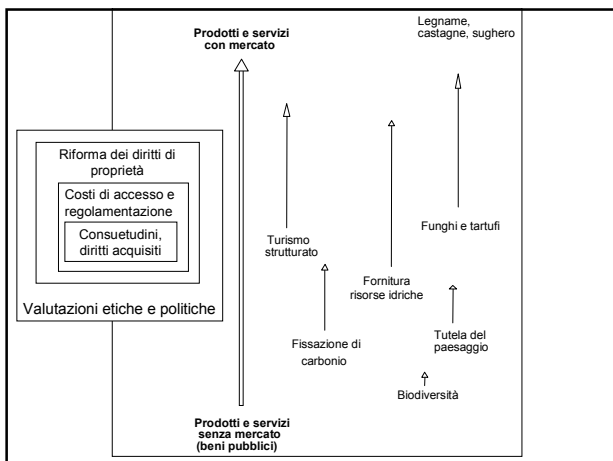 Prodotti e servizi
con mercato
Legname,
castagne, sughero
Riforma dei diritti di
proprietà
Costi di accesso e
regolamentazione
Consuetudini,
diritti acquisiti
Valutazioni etiche e politiche
Turismo
strutturato
Funghi e tartufi
Fornitura
risorse idriche
Fissazione di
carbonio
Tutela del
paesaggio
Biodiversità
Prodotti e servizi
senza mercato
(beni pubblici)